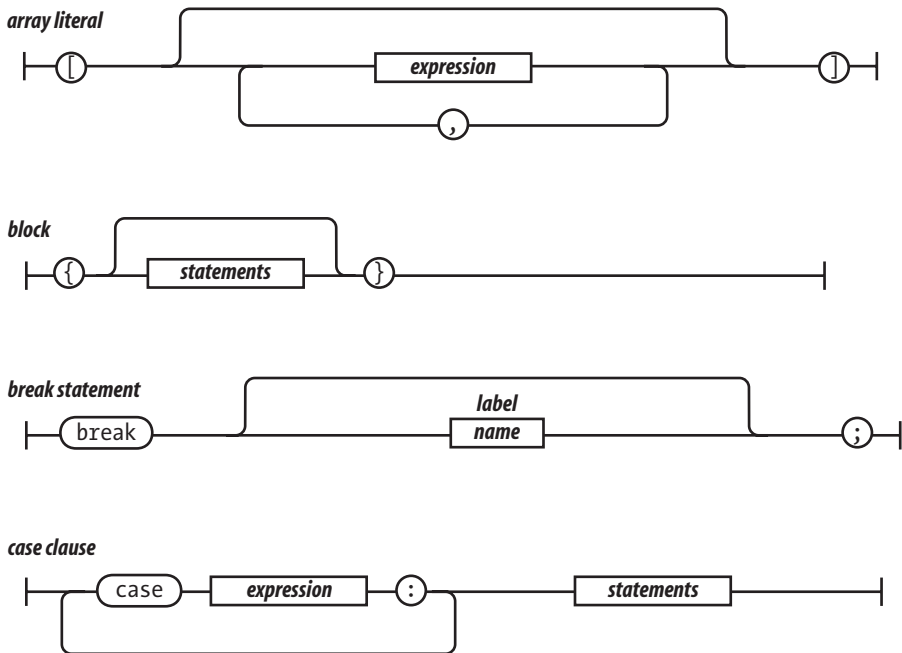 array literal
[ expression ]
,
block
{ statements }
break statement
label
break name ;
case clause
case expression : statements